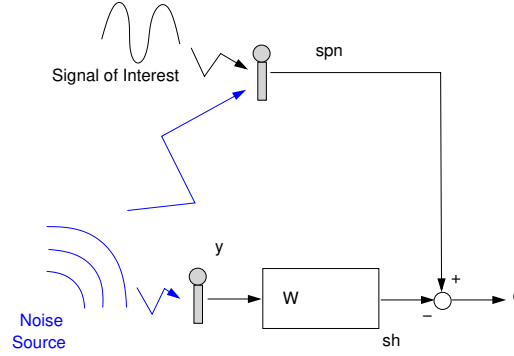 spn
Signal of Interest
y
+
W
−
Noise
Source
sh